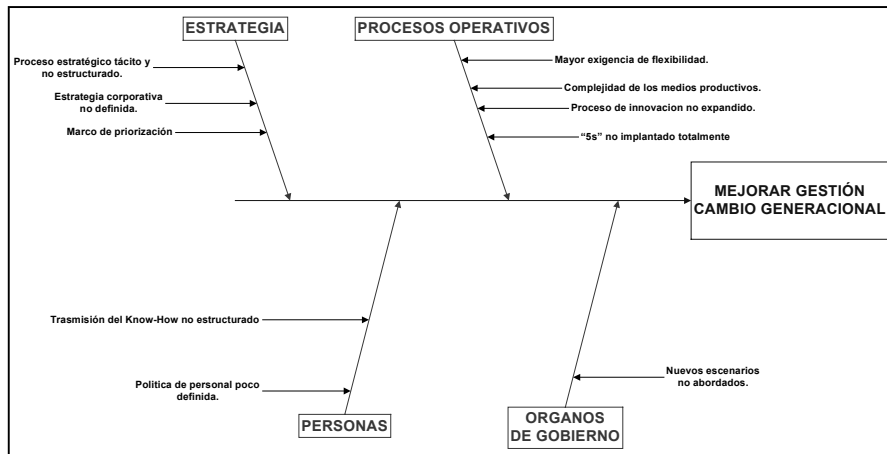 ESTRATEGIA
PROCESOS OPERATIVOS
Proceso estratégico tácito y
no estructurado.
Estrategia corporativa
no definida.
Marco de priorización
Mayor exigencia de flexibilidad.
Complejidad de los medios productivos.
Proceso de innovacion no expandido.
“5s” no implantado totalmente
MEJORAR GESTIÓN
CAMBIO GENERACIONAL
Trasmisión del Know-How no estructurado
Politica de personal poco
definida.
Nuevos escenarios
no abordados.
PERSONAS
ORGANOS
DE GOBIERNO